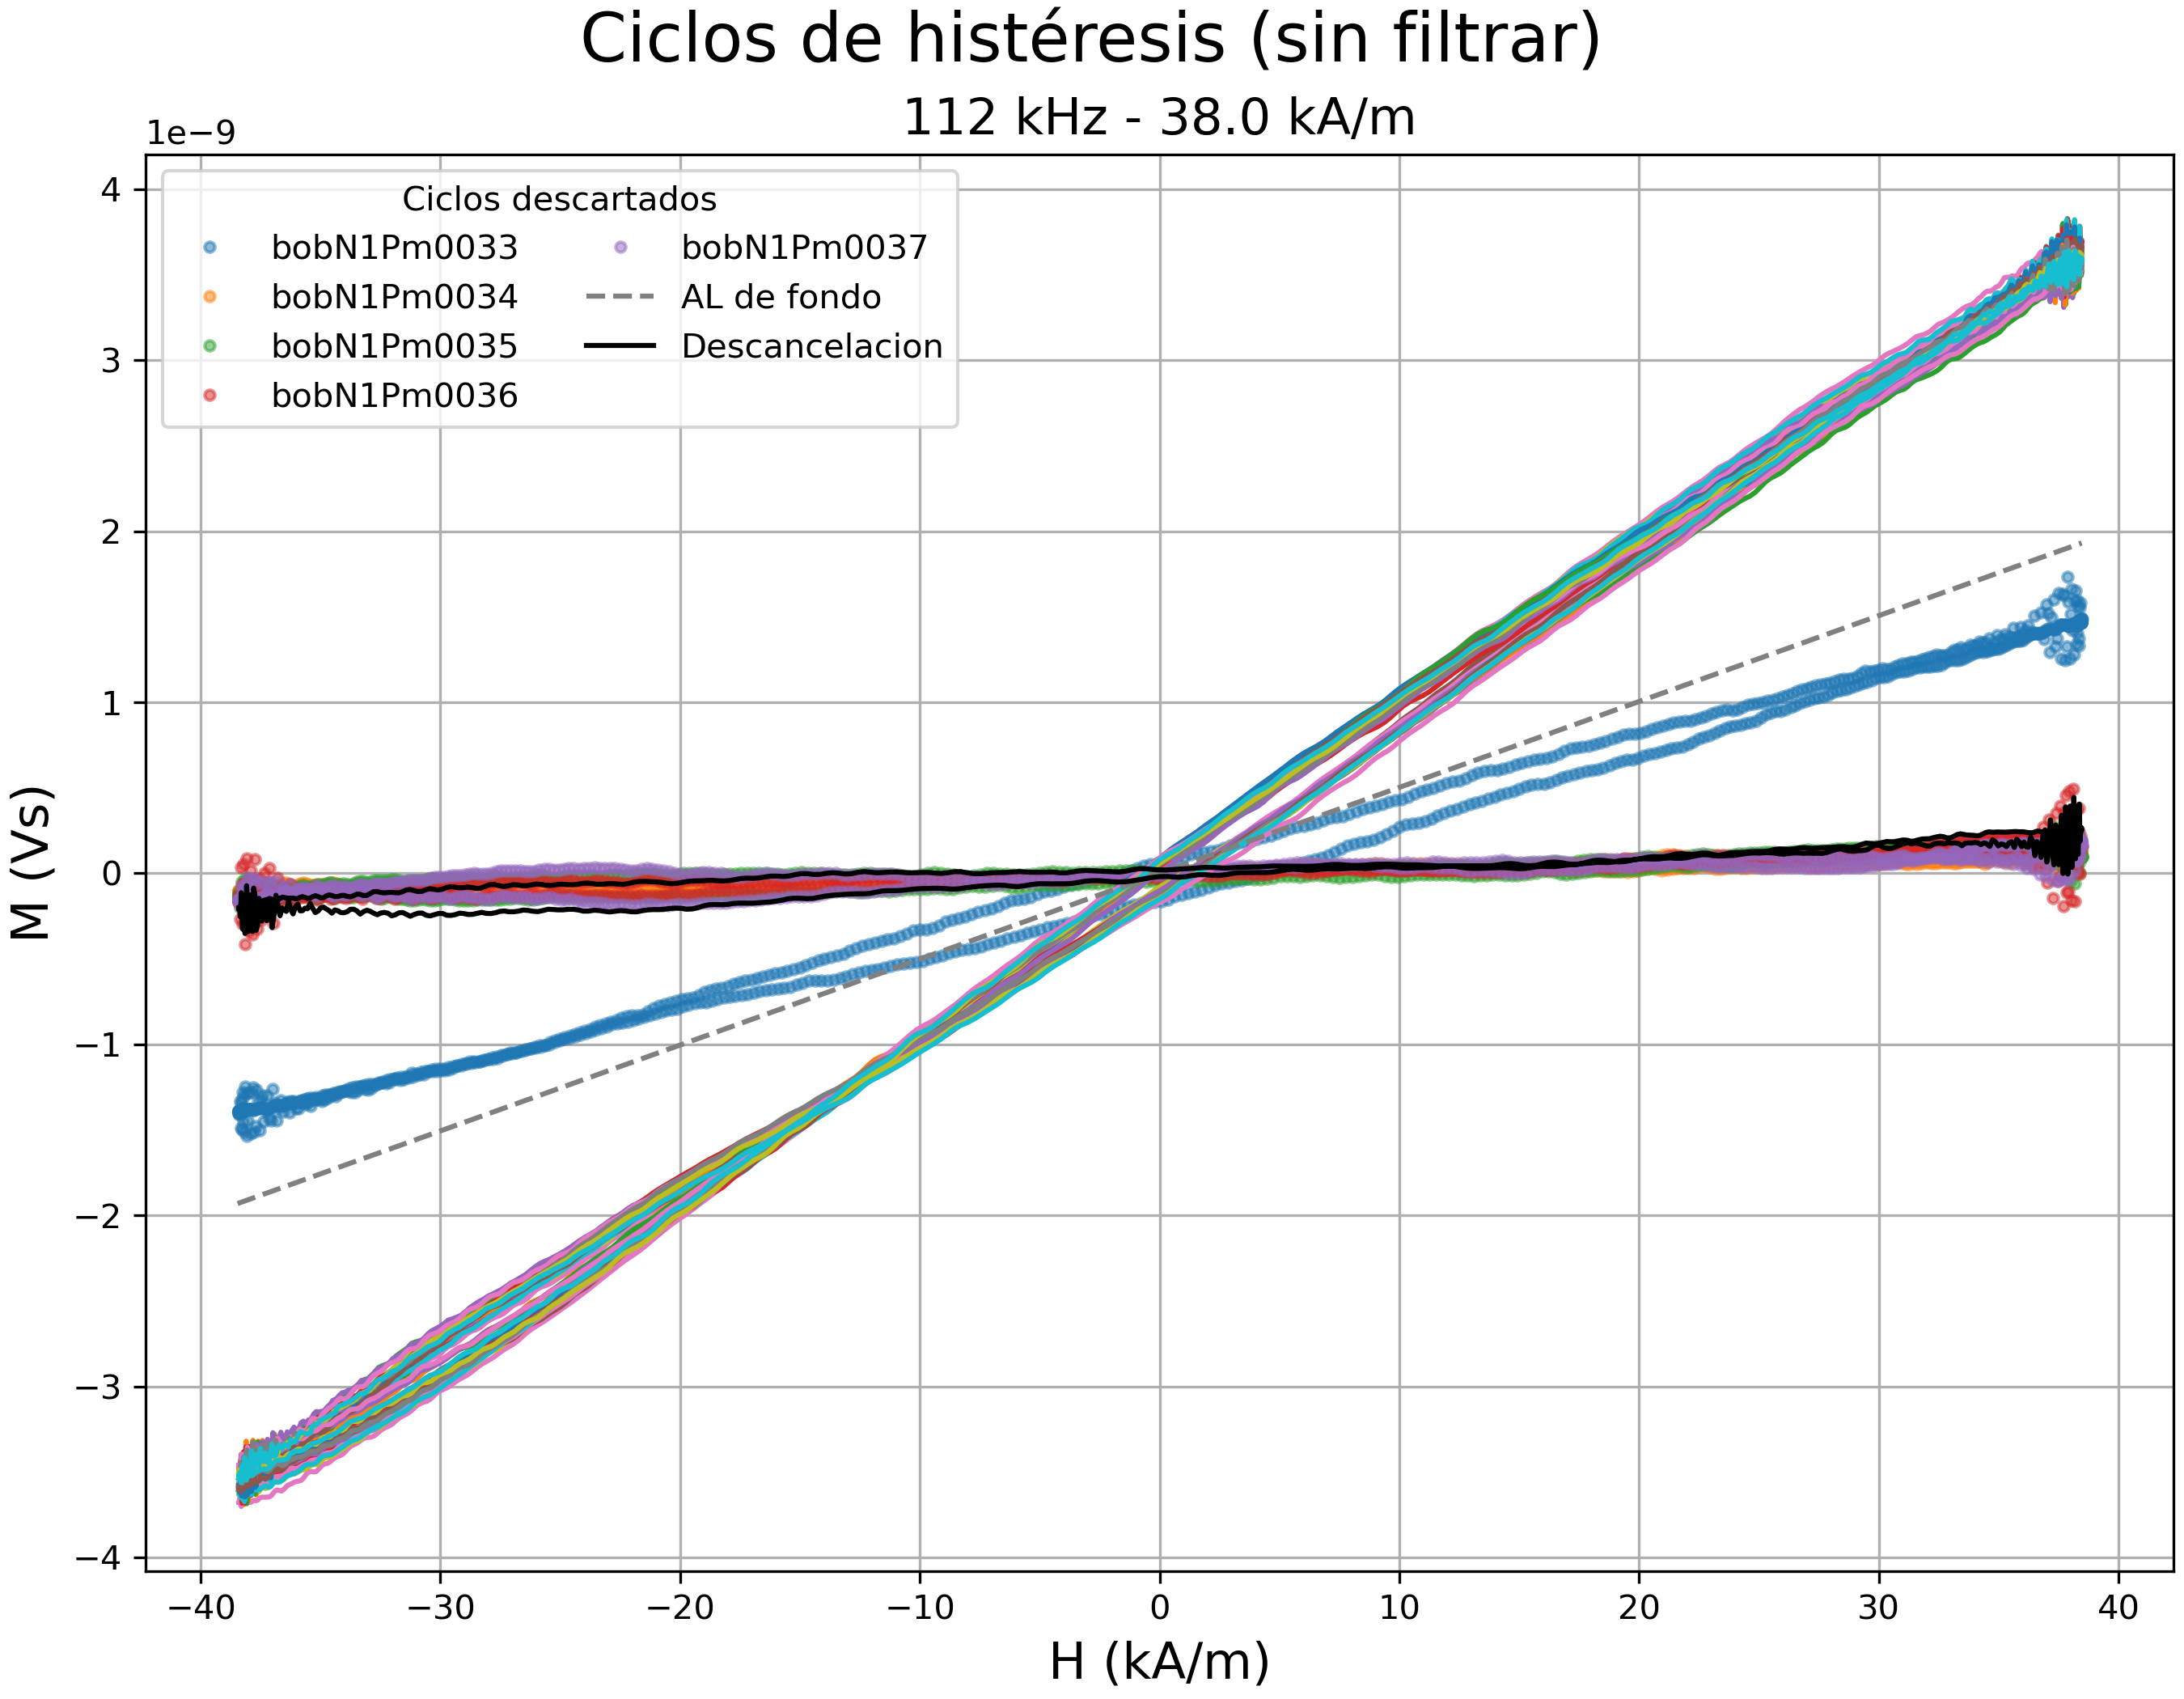 Ciclos de histéresis (sin filtrar)
112 kHz - 38.0 kA/m
1e−9
Ciclos descartados
bobN1Pm0033
bobN1Pm0034
bobN1Pm0035
bobN1Pm0036
bobN1Pm0037
AL de fondo
Descancelacion
4
3
2
1
0
−1
−2
−3
−4
M (Vs)
−40 −30 −20 −10 0 10 20 30 40
H (kA/m)